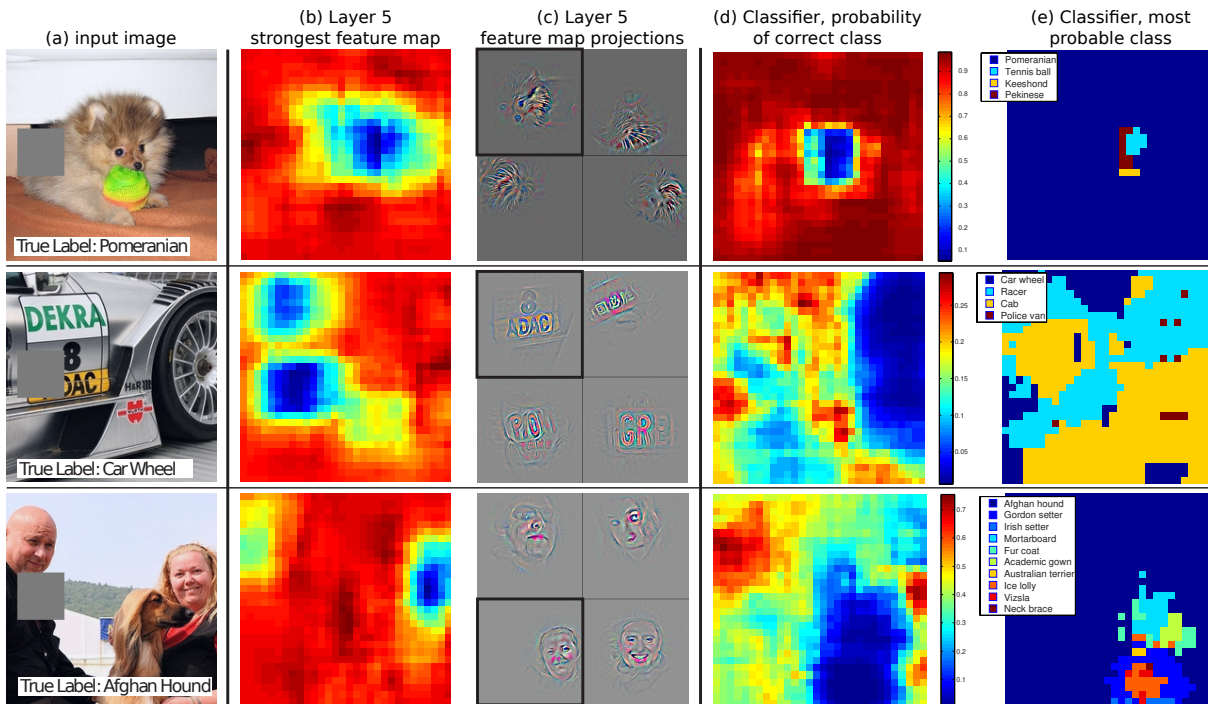 (a) input image
(b) Layer 5
strongest feature map
(c) Layer 5
feature map projections
(d) Classifier, probability
of correct class
(e) Classifier, most
probable class
True Label: Pomeranian
0.9
0.8
0.7
0.6
0.5
0.4
0.3
0.2
0.1
Pomeranian
Tennis ball
Keeshond
Pekinese
DEKRA
8
ADAC
H&R
WÜRTH
True Label: Car Wheel
ADAC
0.25
0.2
0.15
0.1
0.05
Car wheel
Racer
Cab
Police van
True Label: Afghan Hound
0.7
0.6
0.5
0.4
0.3
0.2
0.1
Afghan hound
Gordon setter
Irish setter
Mortarboard
Fur coat
Academic gown
Australian terrier
Ice lolly
Vizsla
Neck brace